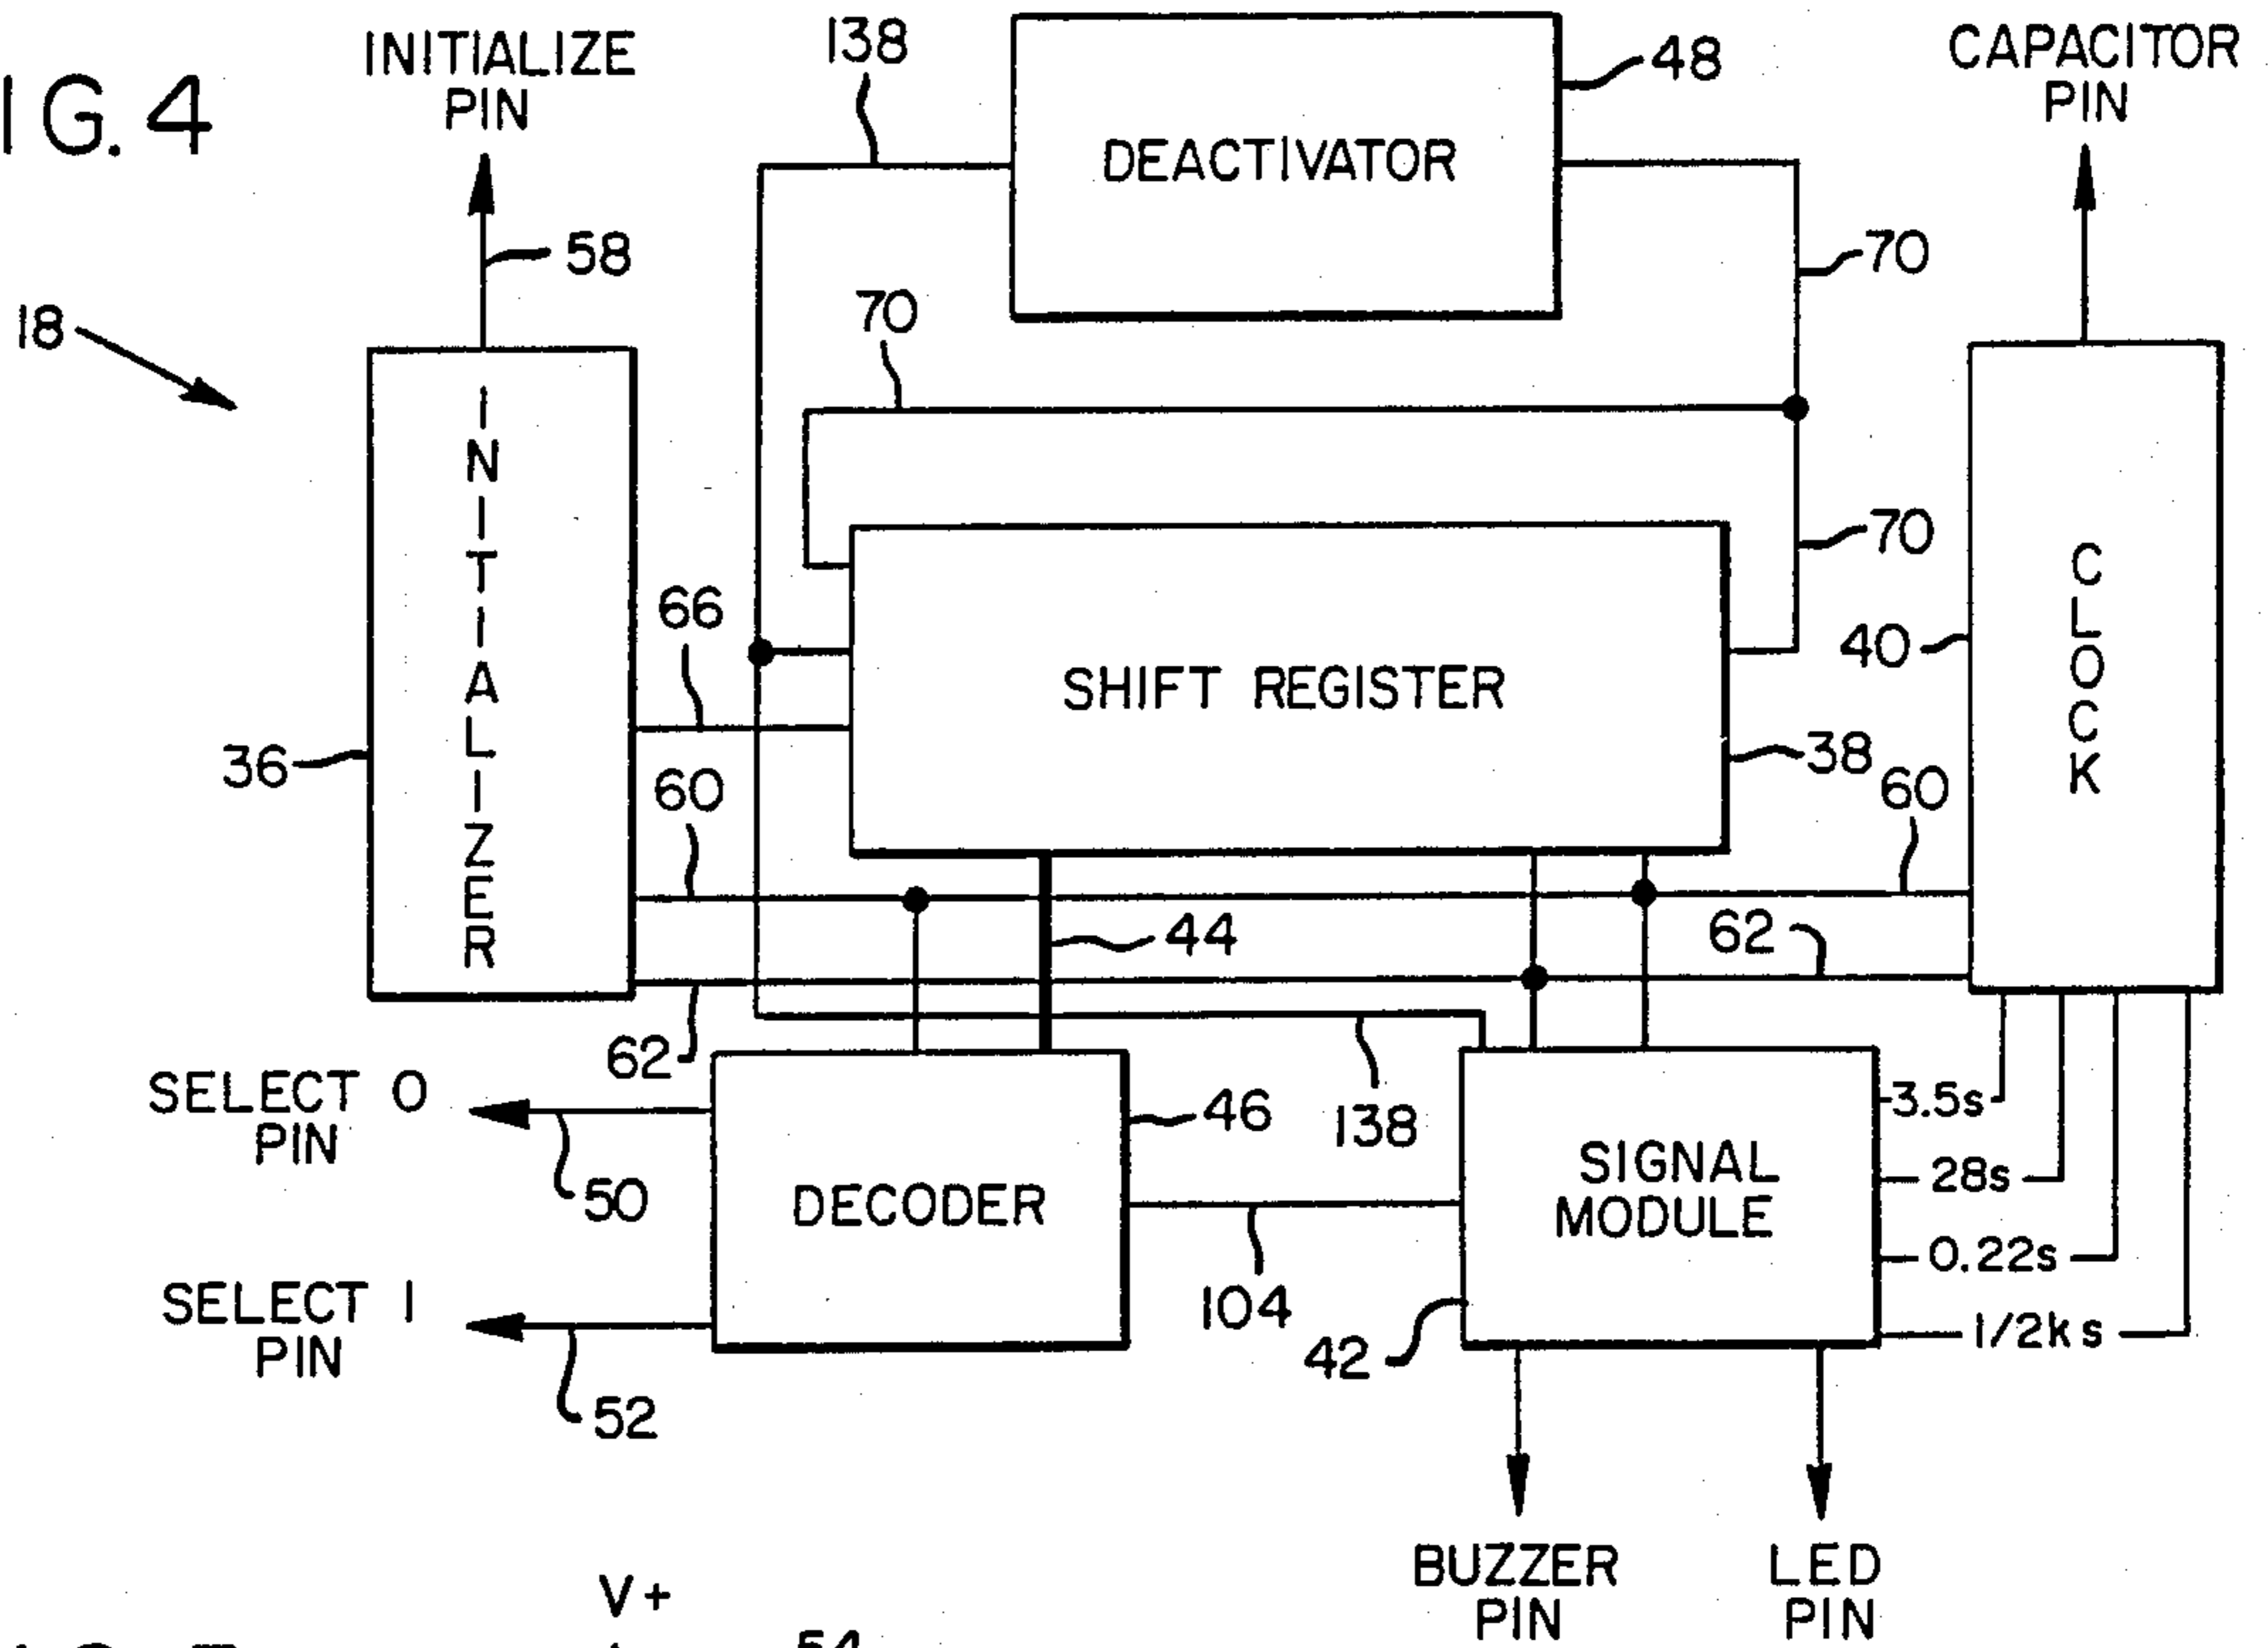 IG. 4
INITIALIZE
PIN
138
48
CAPACITOR
PIN
DEACTIVATOR
58
70
18
70
INITIALIZER
70
66
SHIFT REGISTER
40
CLOCK
36
60
38
60
44
62
62
SELECT 0
PIN
46
138
3.5s
50
DECODER
SIGNAL
MODULE
28s
0.22s
SELECT 1
PIN
104
42
1/2ks
52
BUZZER
PIN
LED
PIN
V+
54